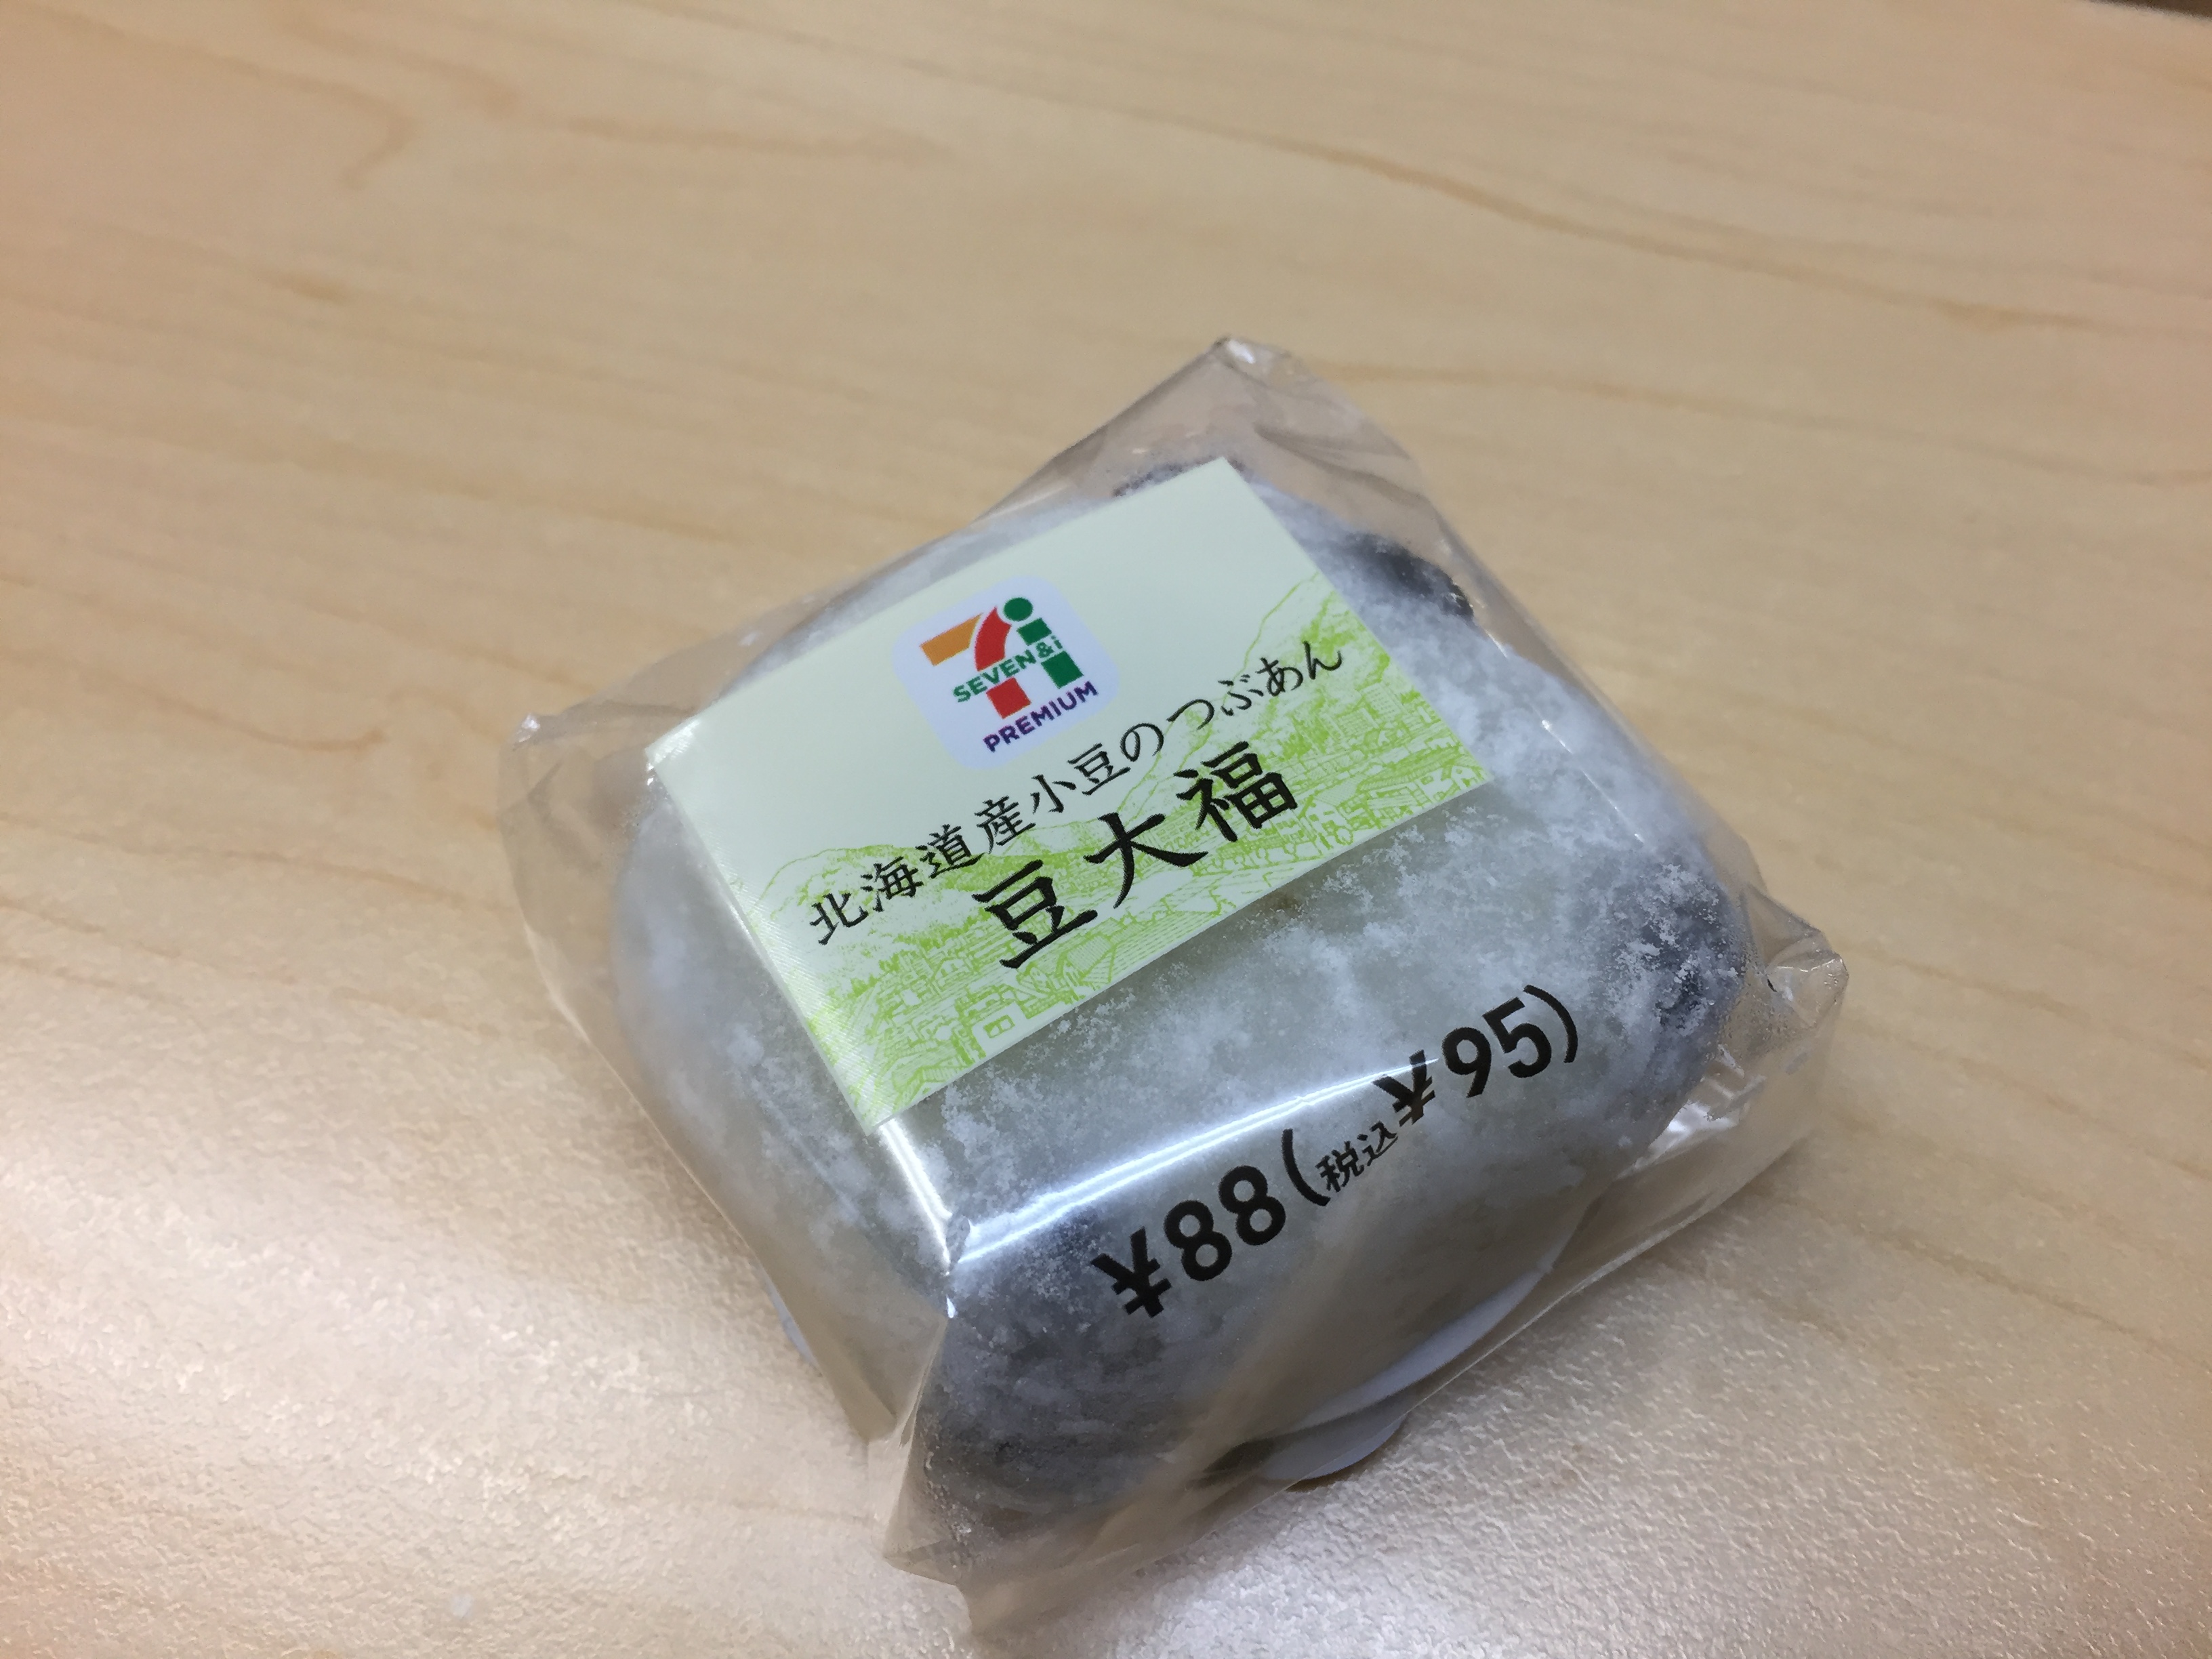 SEVEN&i
PREMIUM
北海道産小豆のつぶあん
豆大福
¥88(税込¥95)